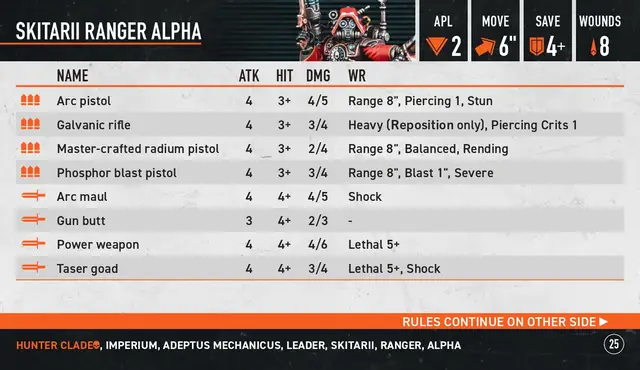 SKITARII RANGER ALPHA
APL MOVE SAVE WOUNDS
2 6" 4+ 8
NAME ATK HIT DMG WR
Arc pistol 4 3+ 4/5 Range 8", Piercing 1, Stun
Galvanic rifle 4 3+ 3/4 Heavy (Reposition only), Piercing Crits 1
Master-crafted radium pistol 4 3+ 2/4 Range 8", Balanced, Rending
Phosphor blast pistol 4 3+ 3/4 Range 8", Blast 1", Severe
Arc maul 4 4+ 4/5 Shock
Gun butt 3 4+ 2/3 -
Power weapon 4 4+ 4/6 Lethal 5+
Taser goad 4 4+ 3/4 Lethal 5+, Shock
RULES CONTINUE ON OTHER SIDE ▶
HUNTER CLADE, IMPERIUM, ADEPTUS MECHANICUS, LEADER, SKITARII, RANGER, ALPHA
25